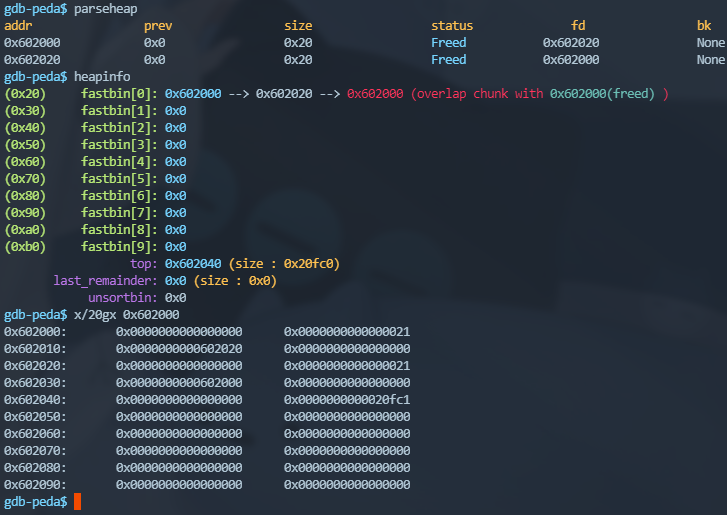 gdb-peda$ parseheap
addr prev size status fd bk
0x602000 0x0 0x20 Freed 0x602020 None
0x602020 0x0 0x20 Freed 0x602000 None
gdb-peda$ heapinfo
(0x20) fastbin[0]: 0x602000 --> 0x602020 --> 0x602000 (overlap chunk with 0x602000(freed) )
(0x30) fastbin[1]: 0x0
(0x40) fastbin[2]: 0x0
(0x50) fastbin[3]: 0x0
(0x60) fastbin[4]: 0x0
(0x70) fastbin[5]: 0x0
(0x80) fastbin[6]: 0x0
(0x90) fastbin[7]: 0x0
(0xa0) fastbin[8]: 0x0
(0xb0) fastbin[9]: 0x0
top: 0x602040 (size : 0x20fc0)
last_remainder: 0x0 (size : 0x0)
unsortbin: 0x0
gdb-peda$ x/20gx 0x602000
0x602000: 0x0000000000000000 0x0000000000000021
0x602010: 0x0000000000602020 0x0000000000000000
0x602020: 0x0000000000000000 0x0000000000000021
0x602030: 0x0000000000602000 0x0000000000000000
0x602040: 0x0000000000000000 0x0000000000020fc1
0x602050: 0x0000000000000000 0x0000000000000000
0x602060: 0x0000000000000000 0x0000000000000000
0x602070: 0x0000000000000000 0x0000000000000000
0x602080: 0x0000000000000000 0x0000000000000000
0x602090: 0x0000000000000000 0x0000000000000000
gdb-peda$